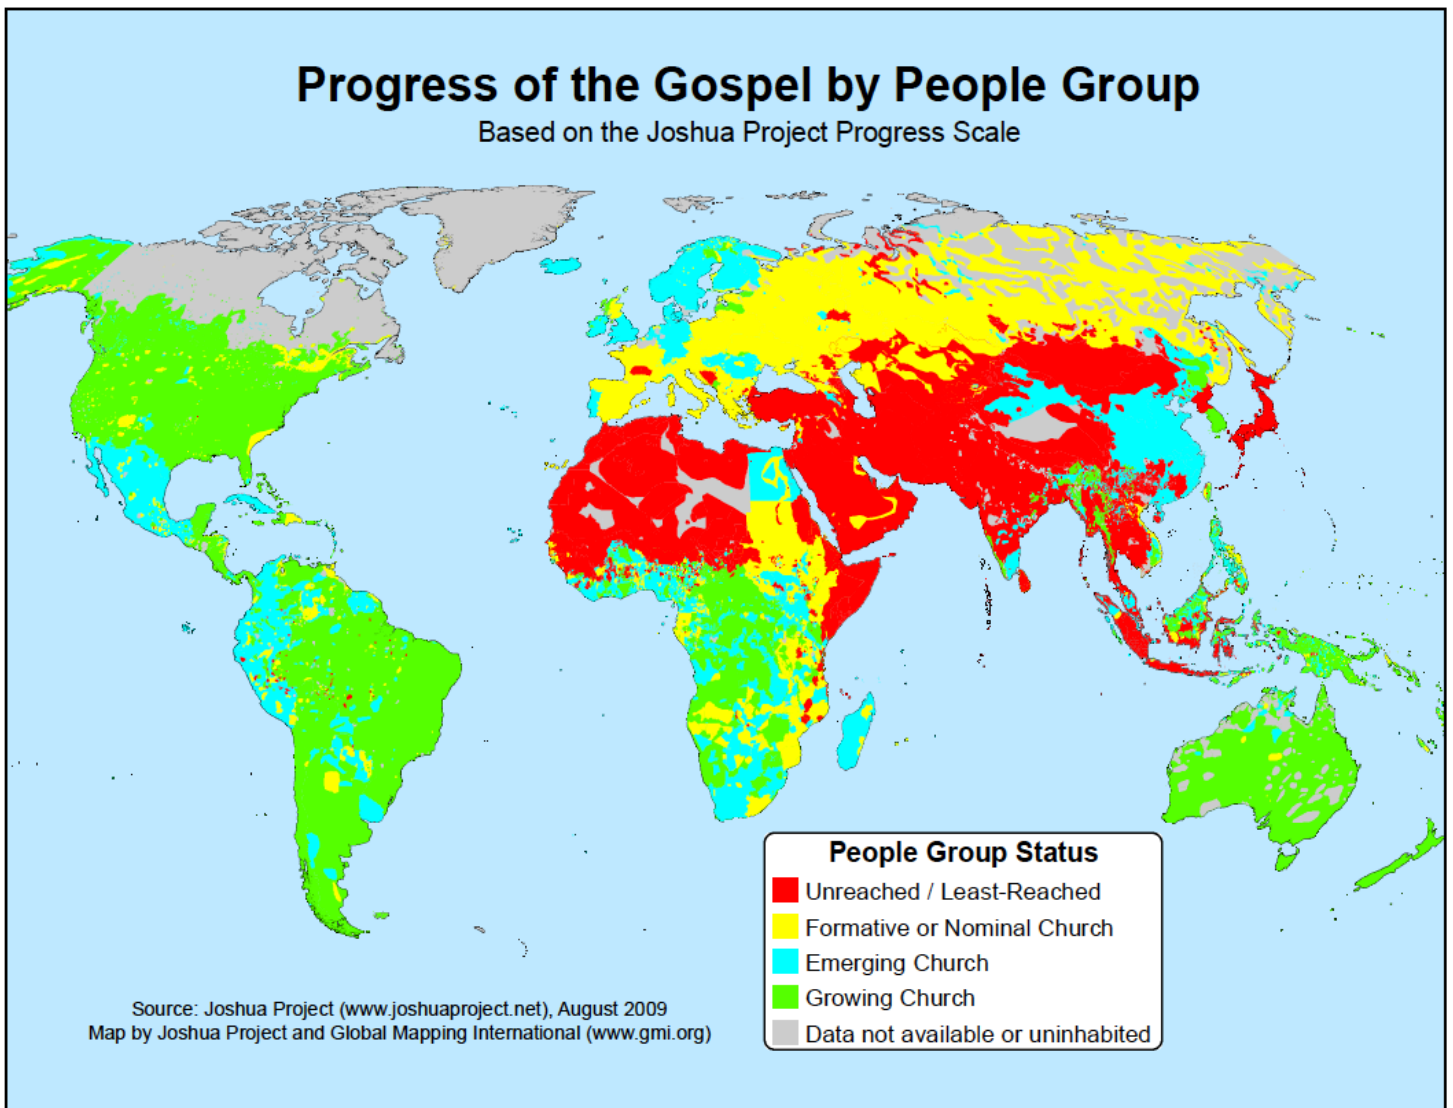 Progress of the Gospel by People Group
Based on the Joshua Project Progress Scale
People Group Status
Unreached / Least-Reached
Formative or Nominal Church
Emerging Church
Growing Church
Data not available or uninhabited
Source: Joshua Project (www.joshuaproject.net), August 2009
Map by Joshua Project and Global Mapping International (www.gmi.org)